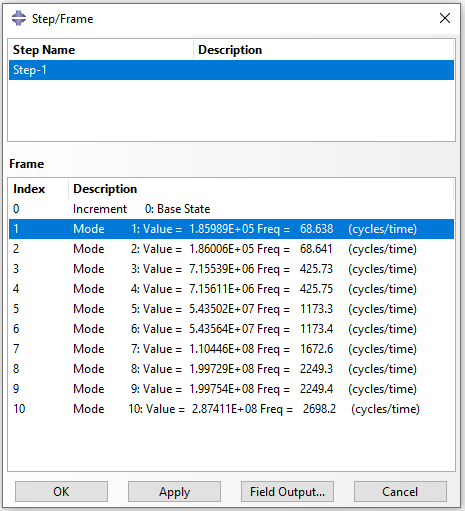 Step/Frame
Step Name Description
Step-1
Frame
Index Description
0 Increment 0: Base State
1 Mode 1: Value = 1.85989E+05 Freq = 68.638 (cycles/time)
2 Mode 2: Value = 1.86006E+05 Freq = 68.641 (cycles/time)
3 Mode 3: Value = 7.15539E+06 Freq = 425.73 (cycles/time)
4 Mode 4: Value = 7.15611E+06 Freq = 425.75 (cycles/time)
5 Mode 5: Value = 5.43502E+07 Freq = 1173.3 (cycles/time)
6 Mode 6: Value = 5.43564E+07 Freq = 1173.4 (cycles/time)
7 Mode 7: Value = 1.10446E+08 Freq = 1672.6 (cycles/time)
8 Mode 8: Value = 1.99729E+08 Freq = 2249.3 (cycles/time)
9 Mode 9: Value = 1.99754E+08 Freq = 2249.4 (cycles/time)
10 Mode 10: Value = 2.87411E+08 Freq = 2698.2 (cycles/time)
OK Apply Field Output... Cancel